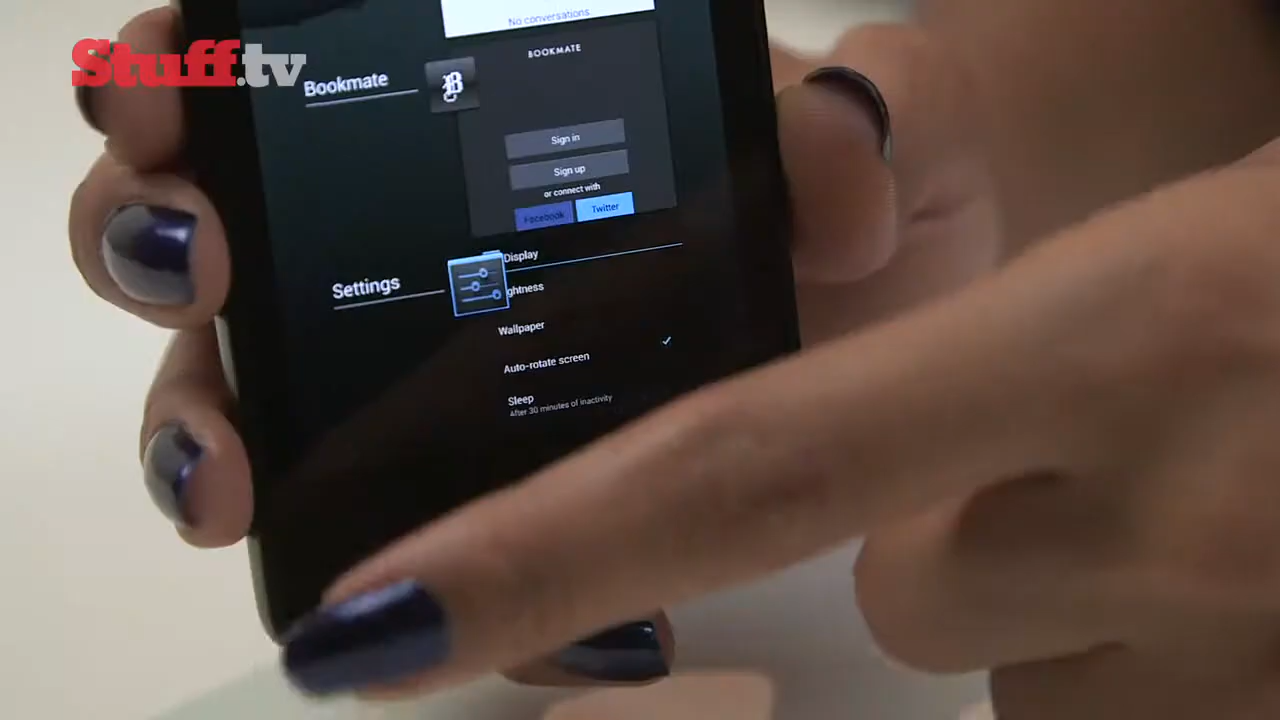 Stuff.tv
No conversations.
BOOKMATE
Bookmate
Sign in
Sign up
or connect with
Facebook
Twitter
Settings
Display
ghtness
Wallpaper
Auto-rotate screen
Sleep
After 30 minutes of inactivity